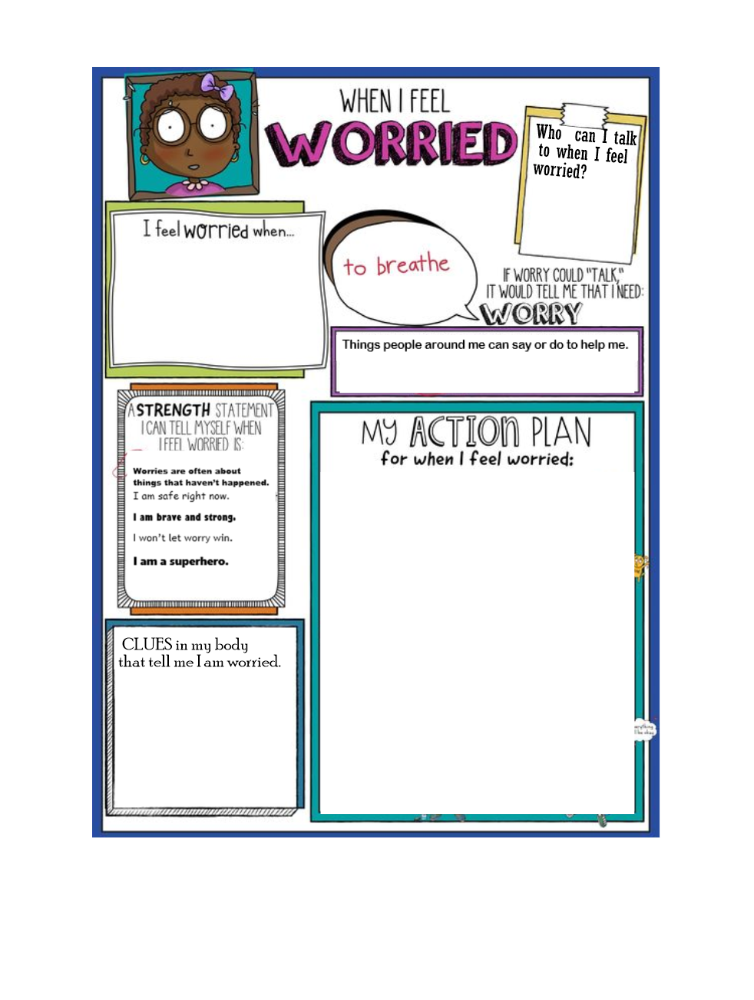 WHEN I FEEL
WORRIED
Who can I talk
to when I feel
worried?
I feel worried when...
to breathe
IF WORRY COULD "TALK,"
IT WOULD TELL ME THAT I NEED:
WORRY
Things people around me can say or do to help me.
A STRENGTH STATEMENT
I CAN TELL MYSELF WHEN
I FEEL WORRIED IS:
Worries are often about
things that haven't happened.
I am safe right now.
I am brave and strong.
I won't let worry win.
I am a superhero.
MY ACTION PLAN
for when I feel worried:
CLUES in my body
that tell me I am worried.